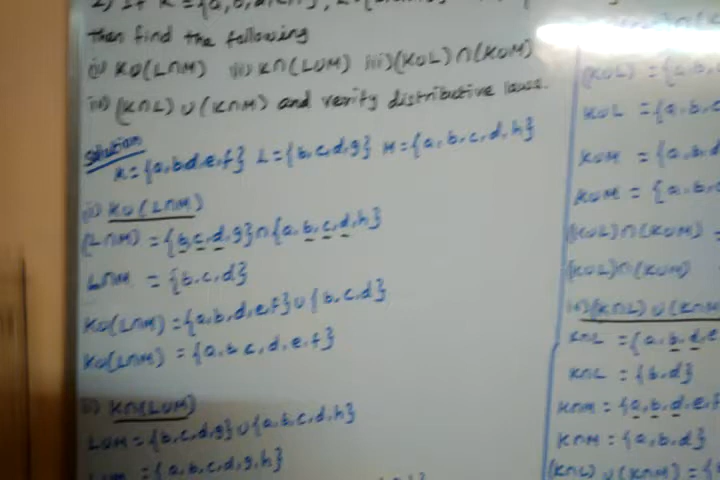 then find the following
(i) K∪(L∩M) ii) K∩(L∪M) iii) (K∪L)∩(K∪M)
iv) (K∩L)∪(K∩M) and verify distributive laws.
Solution
K={a,b,d,e,f} L={b,c,d,g} M={a,b,c,d,h}
(i) K∪(L∩M)
(L∩M) = {b,c,d,g}∩{a,b,c,d,h}
L∩M = {b,c,d}
K∪(L∩M) = {a,b,d,e,f}∪{b,c,d}
K∪(L∩M) = {a,b c,d,e,f}
ii) K∩(L∪M)
L∪M = {b,c,d,g}∪{a,b,c,d,h}
L∪M = {a,b,c,d,g,h}
(K∪L) = {a,b
K∪L = {a,b,c
K∪M = {a,b,d
K∪M = {a,b,c
(K∪L)∩(K∪M) =
(K∪L)∩(K∪M)
iv) (K∩L)∪(K∩M
K∩L = {a,b,d,e
K∩L = {b,d}
K∩M = {a,b,d,e,f
K∩M = {a,b,d}
(K∩L)∪(K∩M) = {